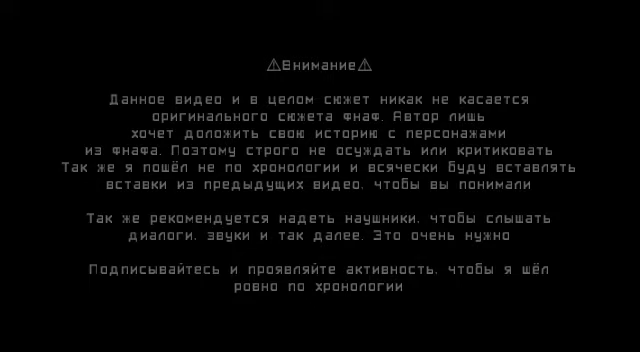 ⚠Внимание⚠
Данное видео и в целом сюжет никак не касается
оригинального сюжета фнаф. Автор лишь
хочет доложить свою историю с персонажами
из фнафа. Поэтому строго не осуждать или критиковать
Так же я пошёл не по хронологии и всячески буду вставлять
вставки из предыдущих видео, чтобы вы понимали
Так же рекомендуется надеть наушники, чтобы слышать
диалоги, звуки и так далее. Это очень нужно
Подписывайтесь и проявляйте активность, чтобы я шёл
ровно по хронологии